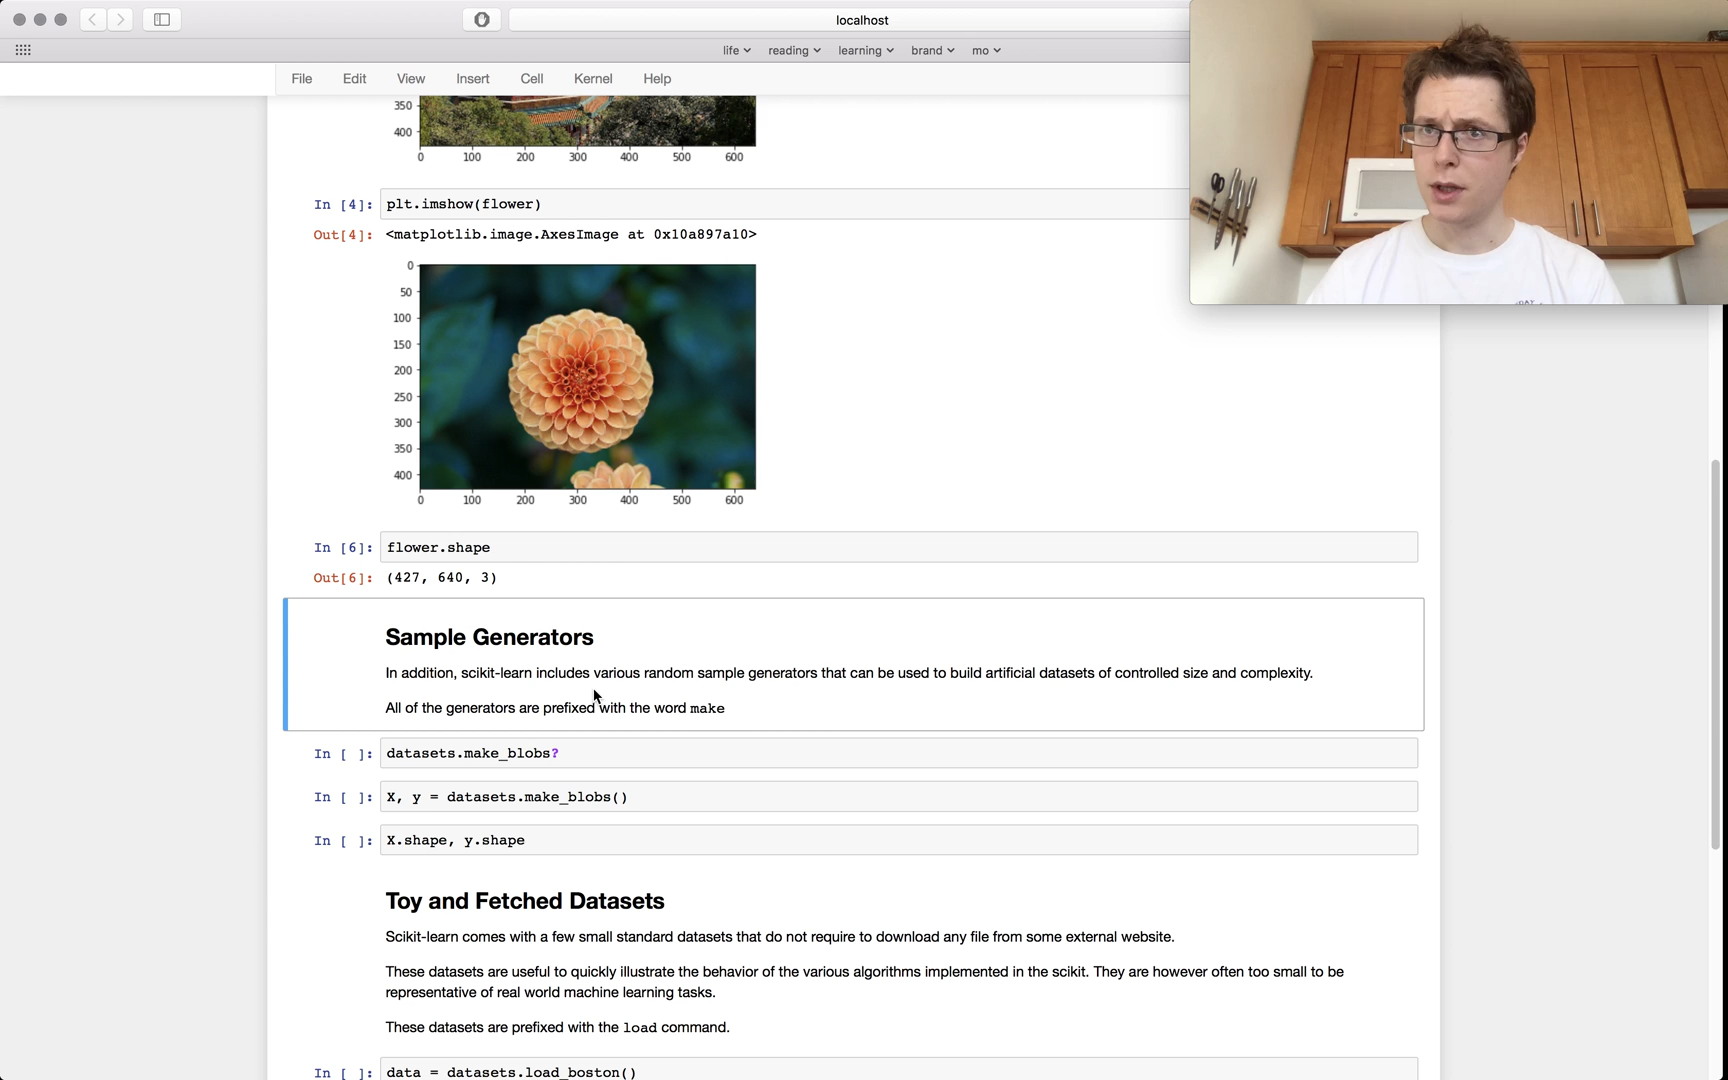 localhost
life reading learning brand mo
File Edit View Insert Cell Kernel Help
350
400
0 100 200 300 400 500 600
In [4]: plt.imshow(flower)
Out[4]: <matplotlib.image.AxesImage at 0x10a897a10>
0
50
100
150
200
250
300
350
400
0 100 200 300 400 500 600
In [6]: flower.shape
Out[6]: (427, 640, 3)
Sample Generators
In addition, scikit-learn includes various random sample generators that can be used to build artificial datasets of controlled size and complexity.
All of the generators are prefixed with the word make
In [ ]: datasets.make_blobs?
In [ ]: X, y = datasets.make_blobs()
In [ ]: X.shape, y.shape
Toy and Fetched Datasets
Scikit-learn comes with a few small standard datasets that do not require to download any file from some external website.
These datasets are useful to quickly illustrate the behavior of the various algorithms implemented in the scikit. They are however often too small to be
representative of real world machine learning tasks.
These datasets are prefixed with the load command.
In [ ]: data = datasets.load_boston()